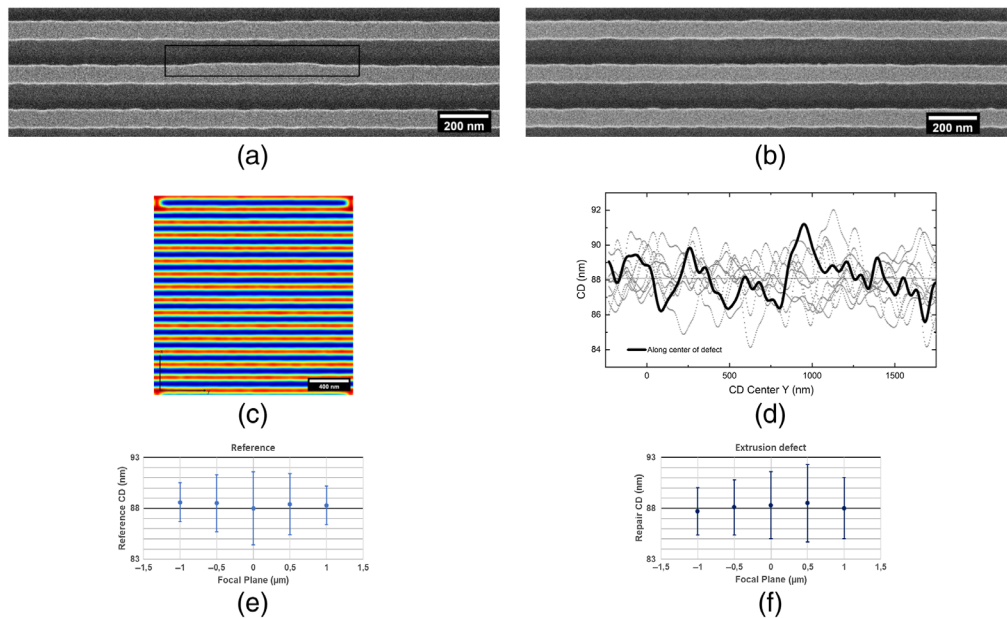 200 nm
(a)
200 nm
(b)
400 nm
(c)
92
90
88
86
84
CD (nm)
Along center of defect
0
500
1000
1500
CD Center Y (nm)
(d)
Reference
93
88
83
Reference CD (nm)
–1,5
–1
–0,5
0
0,5
1
1,5
Focal Plane (µm)
(e)
Extrusion defect
93
88
83
Repair CD (nm)
–1,5
–1
–0,5
0
0,5
1
1,5
Focal Plane (µm)
(f)